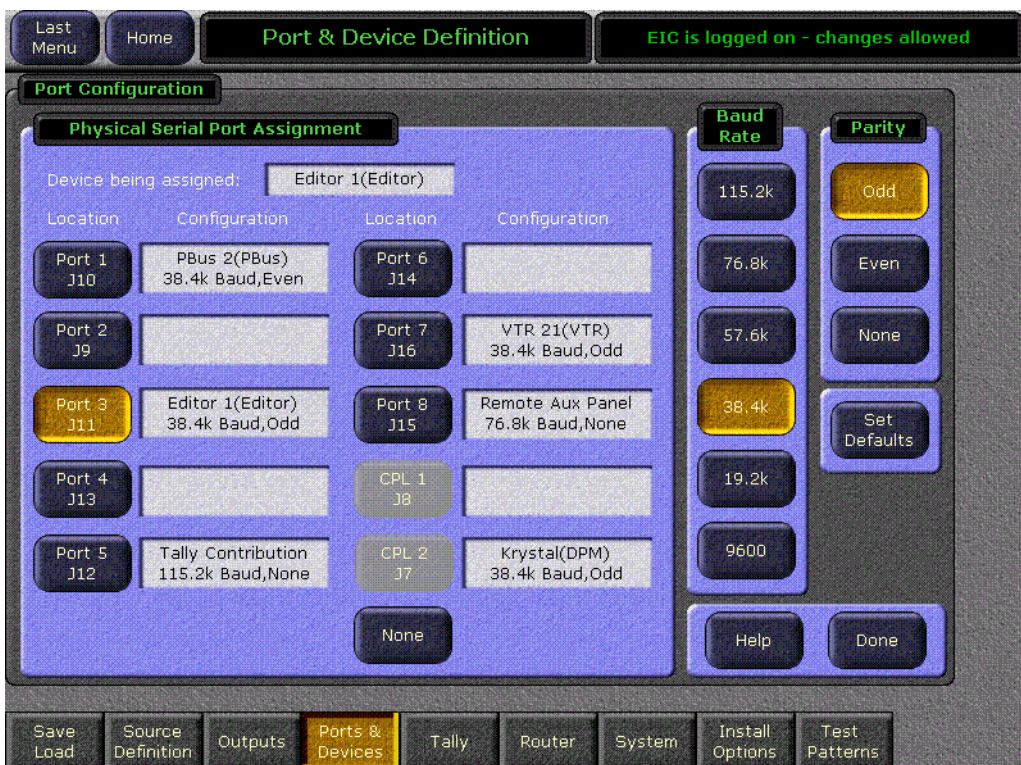 Last
Menu
Home
Port & Device Definition
EIC is logged on - changes allowed
Port Configuration
Physical Serial Port Assignment
Device being assigned: Editor 1(Editor)
Location Configuration Location Configuration
Port 1
J10
PBus 2(PBus)
38.4k Baud,Even
Port 6
J14
Port 2
J9
Port 7
J16
VTR 21(VTR)
38.4k Baud,Odd
Port 3
J11
Editor 1(Editor)
38.4k Baud,Odd
Port 8
J15
Remote Aux Panel
76.8k Baud,None
Port 4
J13
CPL 1
J8
Port 5
J12
Tally Contribution
115.2k Baud,None
CPL 2
J7
Krystal(DPM)
38.4k Baud,Odd
None
Baud
Rate
115.2k
76.8k
57.6k
38.4k
19.2k
9600
Parity
Odd
Even
None
Set
Defaults
Help
Done
Save
Load
Source
Definition
Outputs
Ports &
Devices
Tally
Router
System
Install
Options
Test
Patterns